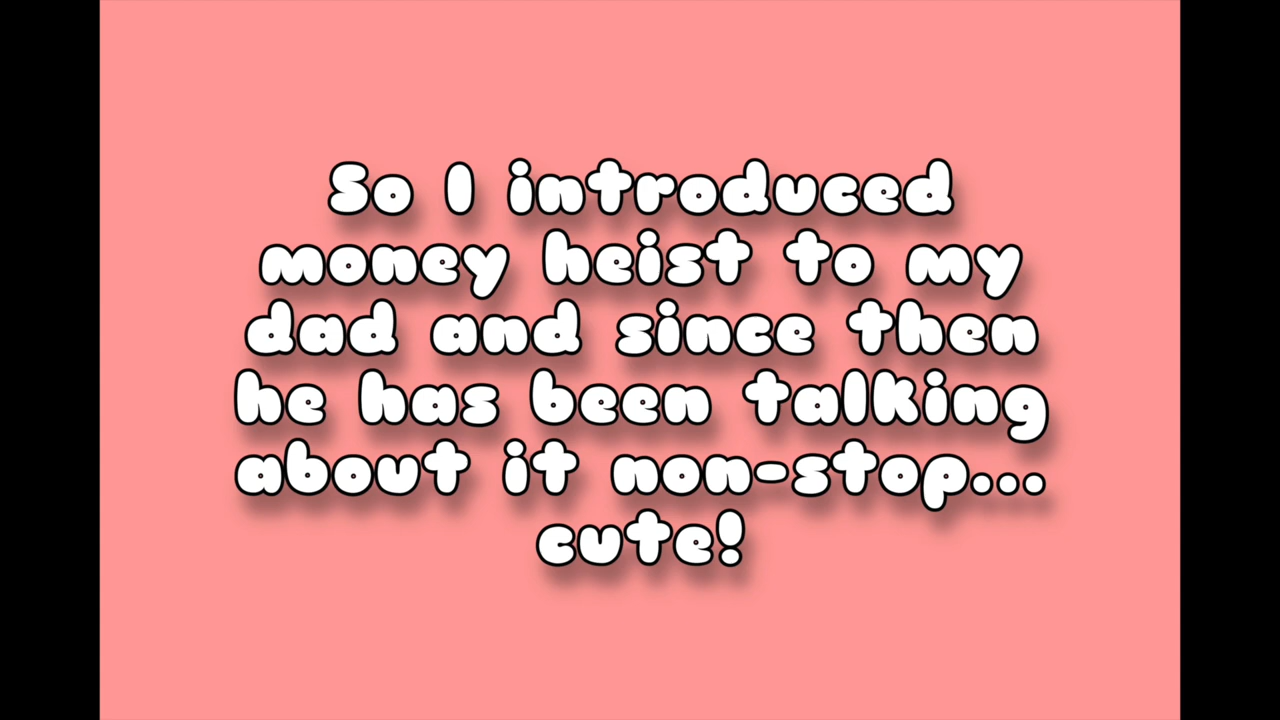 So I introduced
money heist to my
dad and since then
he has been talking
about it non-stop...
cute!